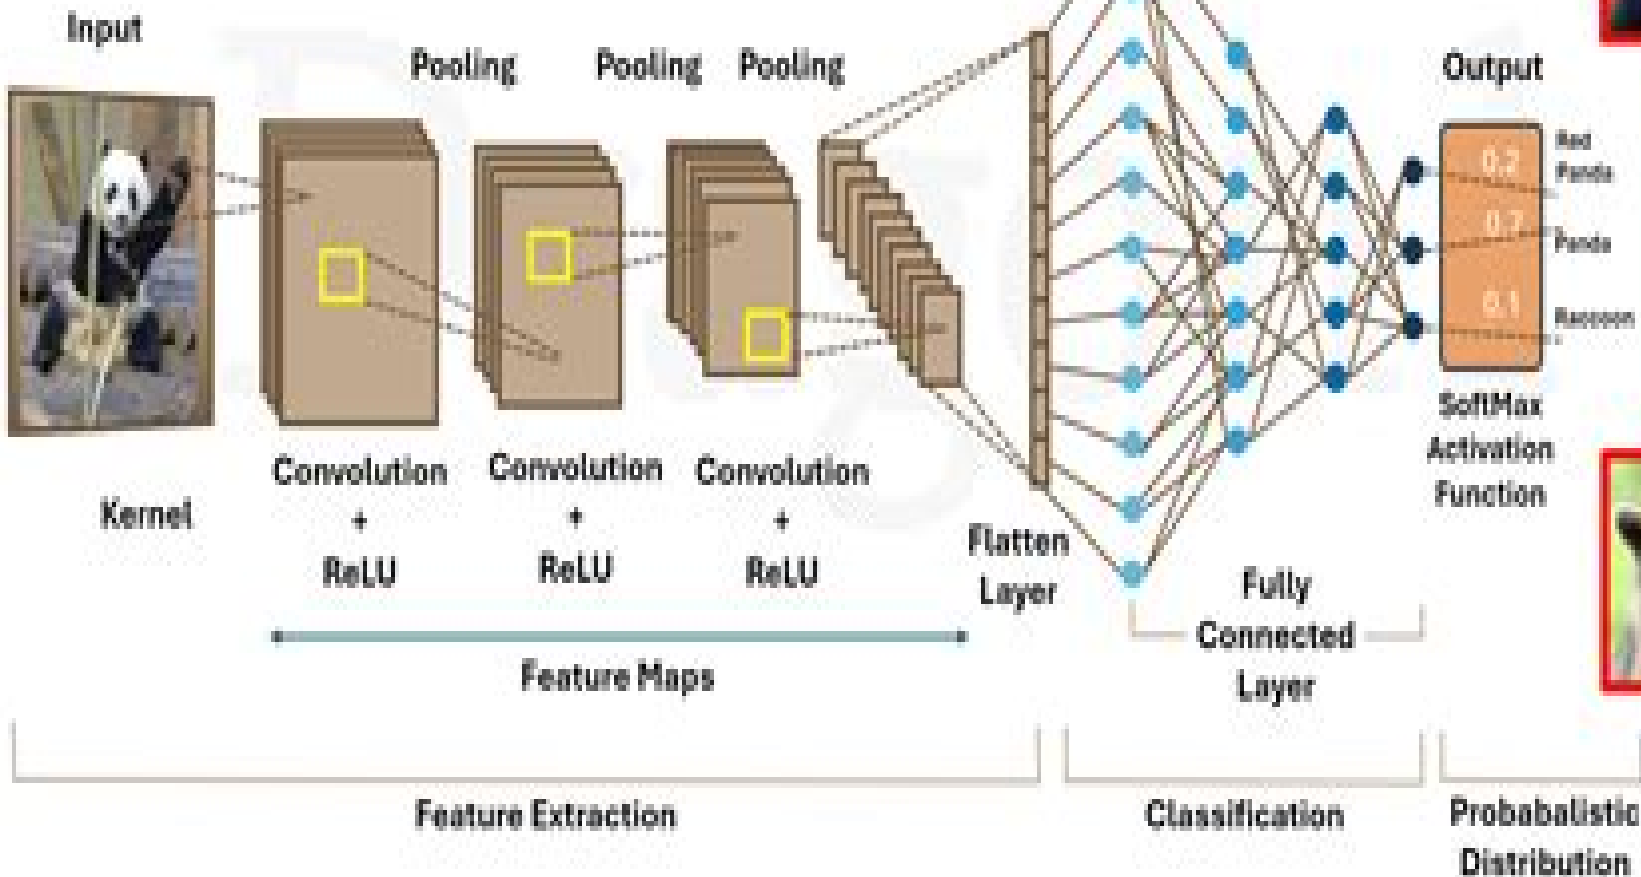 Input
Pooling
Pooling
Pooling
Output
0.2
Red
Panda
0.7
Panda
0.1
Raccoon
SoftMax
Activation
Function
Kernel
Convolution
+
ReLU
Convolution
+
ReLU
Convolution
+
ReLU
Flatten
Layer
Fully
Connected
Layer
Feature Maps
Feature Extraction
Classification
Probabalistic
Distribution